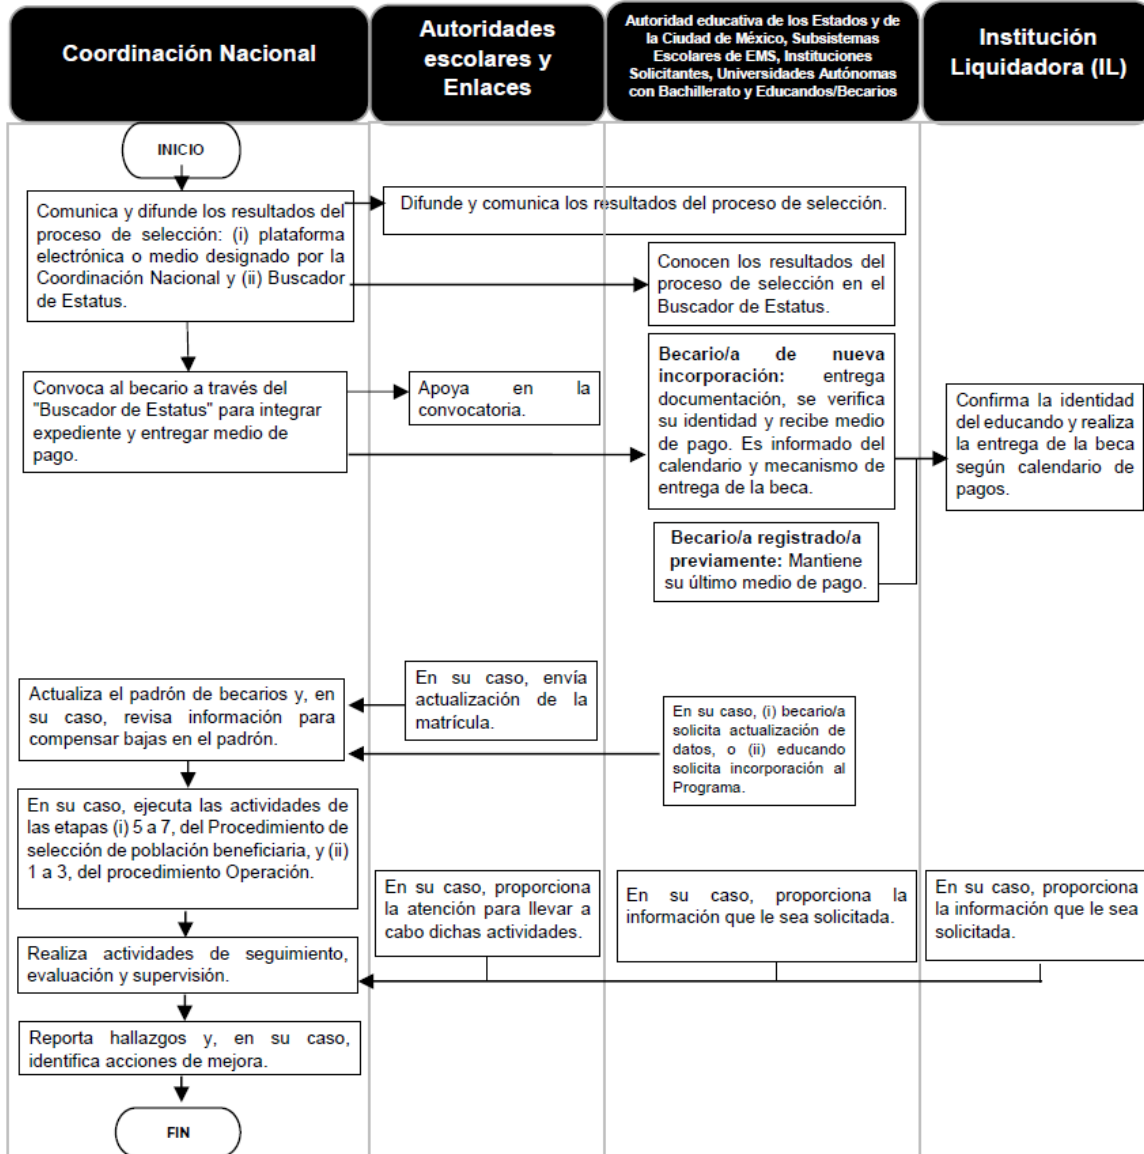 Coordinación Nacional
Autoridades
escolares y
Enlaces
Autoridad educativa de los Estados y de
la Ciudad de México, Subsistemas
Escolares de EMS, Instituciones
Solicitantes, Universidades Autónomas
con Bachillerato y Educandos/Becarios
Institución
Liquidadora (IL)
INICIO
Comunica y difunde los resultados del
proceso de selección: (i) plataforma
electrónica o medio designado por la
Coordinación Nacional y (ii) Buscador
de Estatus.
Difunde y comunica los resultados del proceso de selección.
Conocen los resultados del
proceso de selección en el
Buscador de Estatus.
Convoca al becario a través del
"Buscador de Estatus" para integrar
expediente y entregar medio de
pago.
Apoya en la
convocatoria.
Becario/a de nueva
incorporación: entrega
documentación, se verifica
su identidad y recibe medio
de pago. Es informado del
calendario y mecanismo de
entrega de la beca.
Confirma la identidad
del educando y realiza
la entrega de la beca
según calendario de
pagos.
Becario/a registrado/a
previamente: Mantiene
su último medio de pago.
Actualiza el padrón de becarios y, en
su caso, revisa información para
compensar bajas en el padrón.
En su caso, envía
actualización de la
matrícula.
En su caso, (i) becario/a
solicita actualización de
datos, o (ii) educando
solicita incorporación al
Programa.
En su caso, ejecuta las actividades de
las etapas (i) 5 a 7, del Procedimiento de
selección de población beneficiaria, y (ii)
1 a 3, del procedimiento Operación.
En su caso, proporciona
la atención para llevar a
cabo dichas actividades.
En su caso, proporciona la
información que le sea solicitada.
En su caso, proporciona
la información que le sea
solicitada.
Realiza actividades de seguimiento,
evaluación y supervisión.
Reporta hallazgos y, en su caso,
identifica acciones de mejora.
FIN